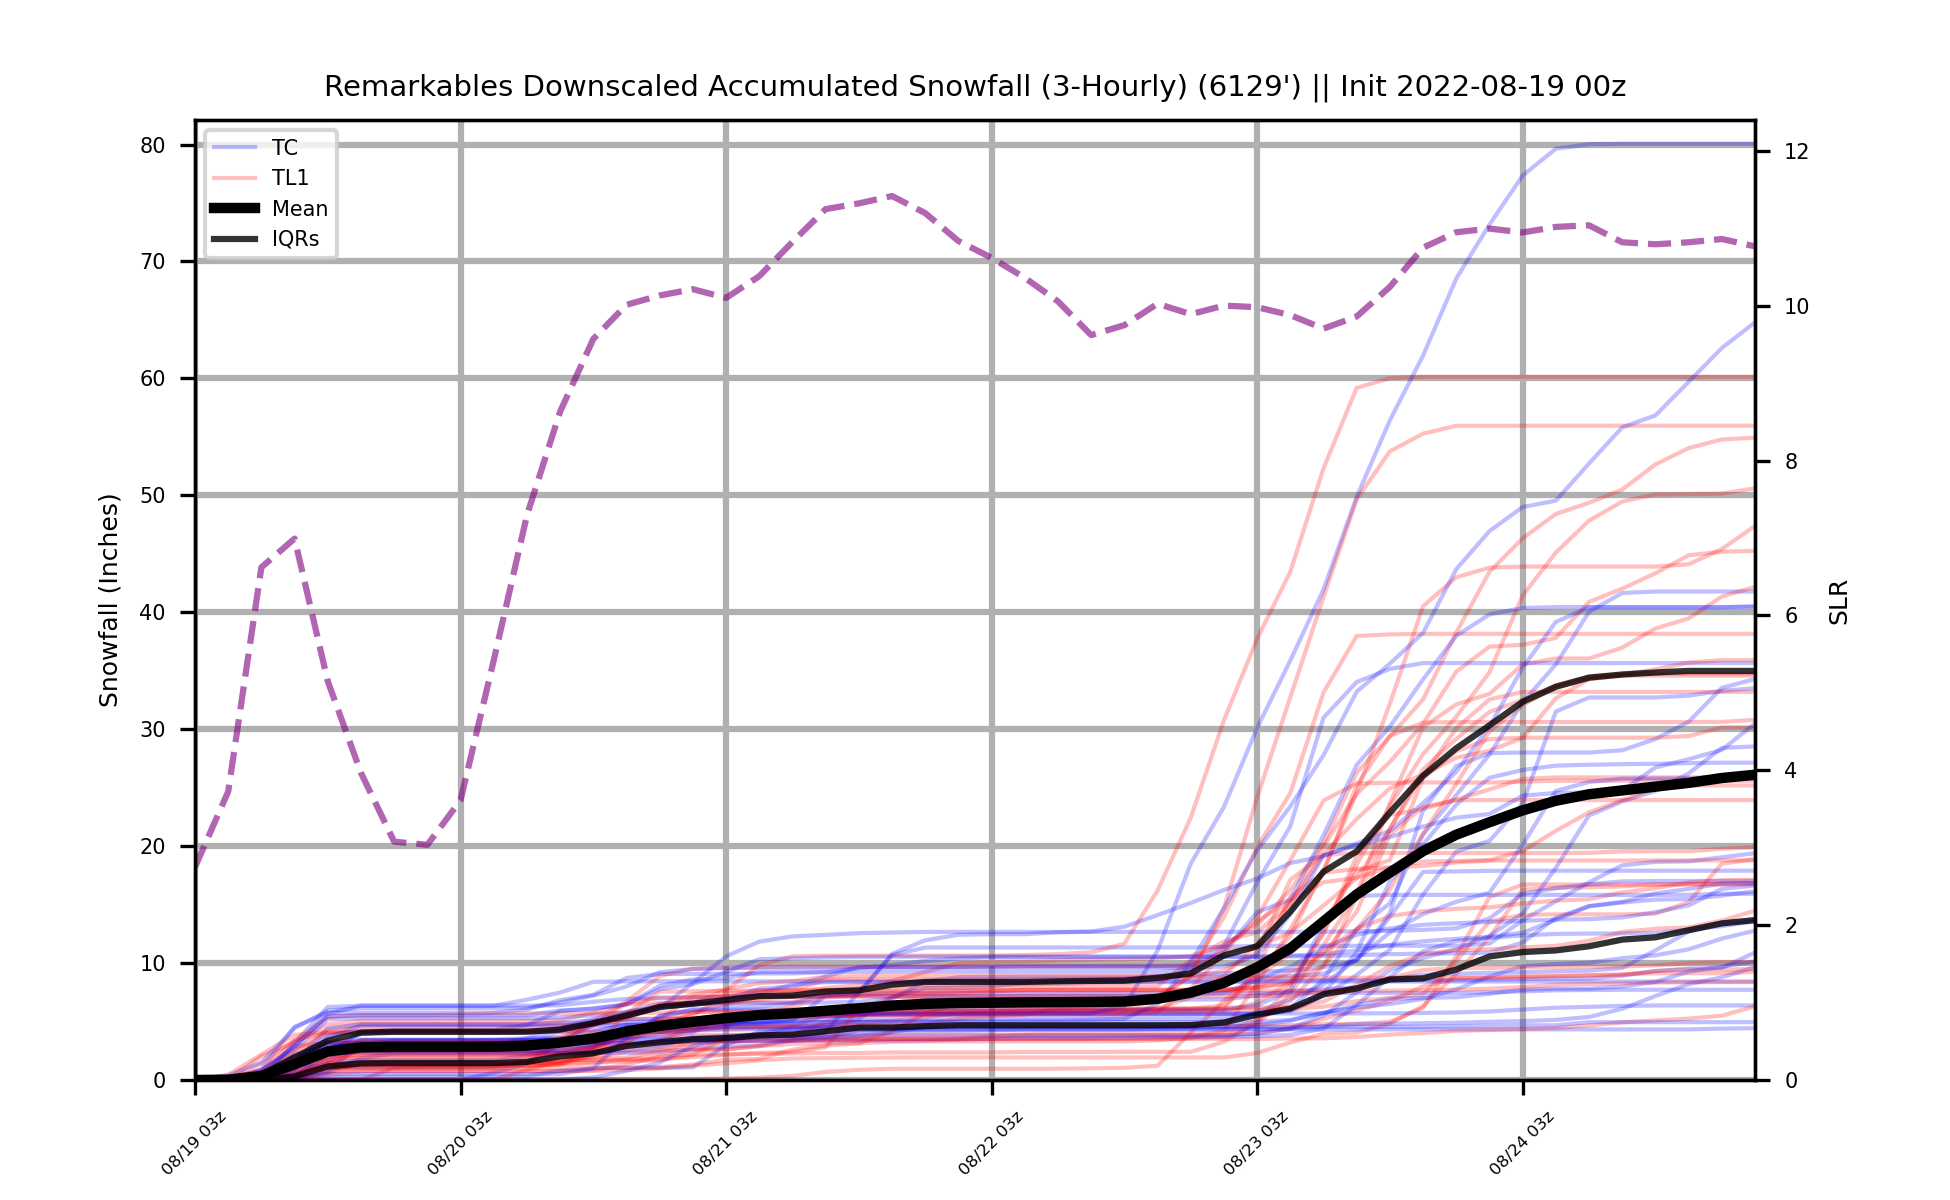 Remarkables Downscaled Accumulated Snowfall (3-Hourly) (6129') || Init 2022-08-19 00z
TC
TL1
Mean
IQRs
80
70
60
50
40
30
20
10
0
Snowfall (Inches)
12
10
8
6
4
2
0
SLR
08/19 03z
08/20 03z
08/21 03z
08/22 03z
08/23 03z
08/24 03z